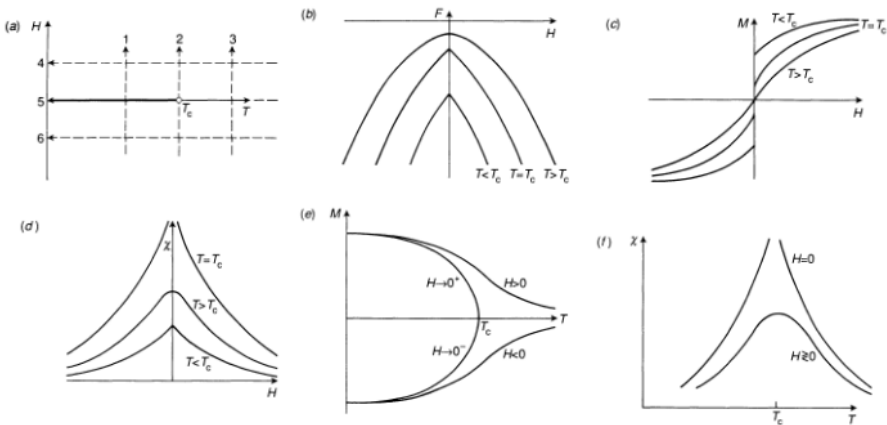 (a)
H
1 2 3
4
5
T_c T
6
(b)
F
H
T<T_c T=T_c T>T_c
(c)
M
T<T_c
T=T_c
T>T_c
H
(d)
χ
T=T_c
T>T_c
T<T_c
H
(e)
M
H→0⁺ H>0
T_c T
H→0⁻ H<0
(f)
χ
H=0
H≷0
T_c T